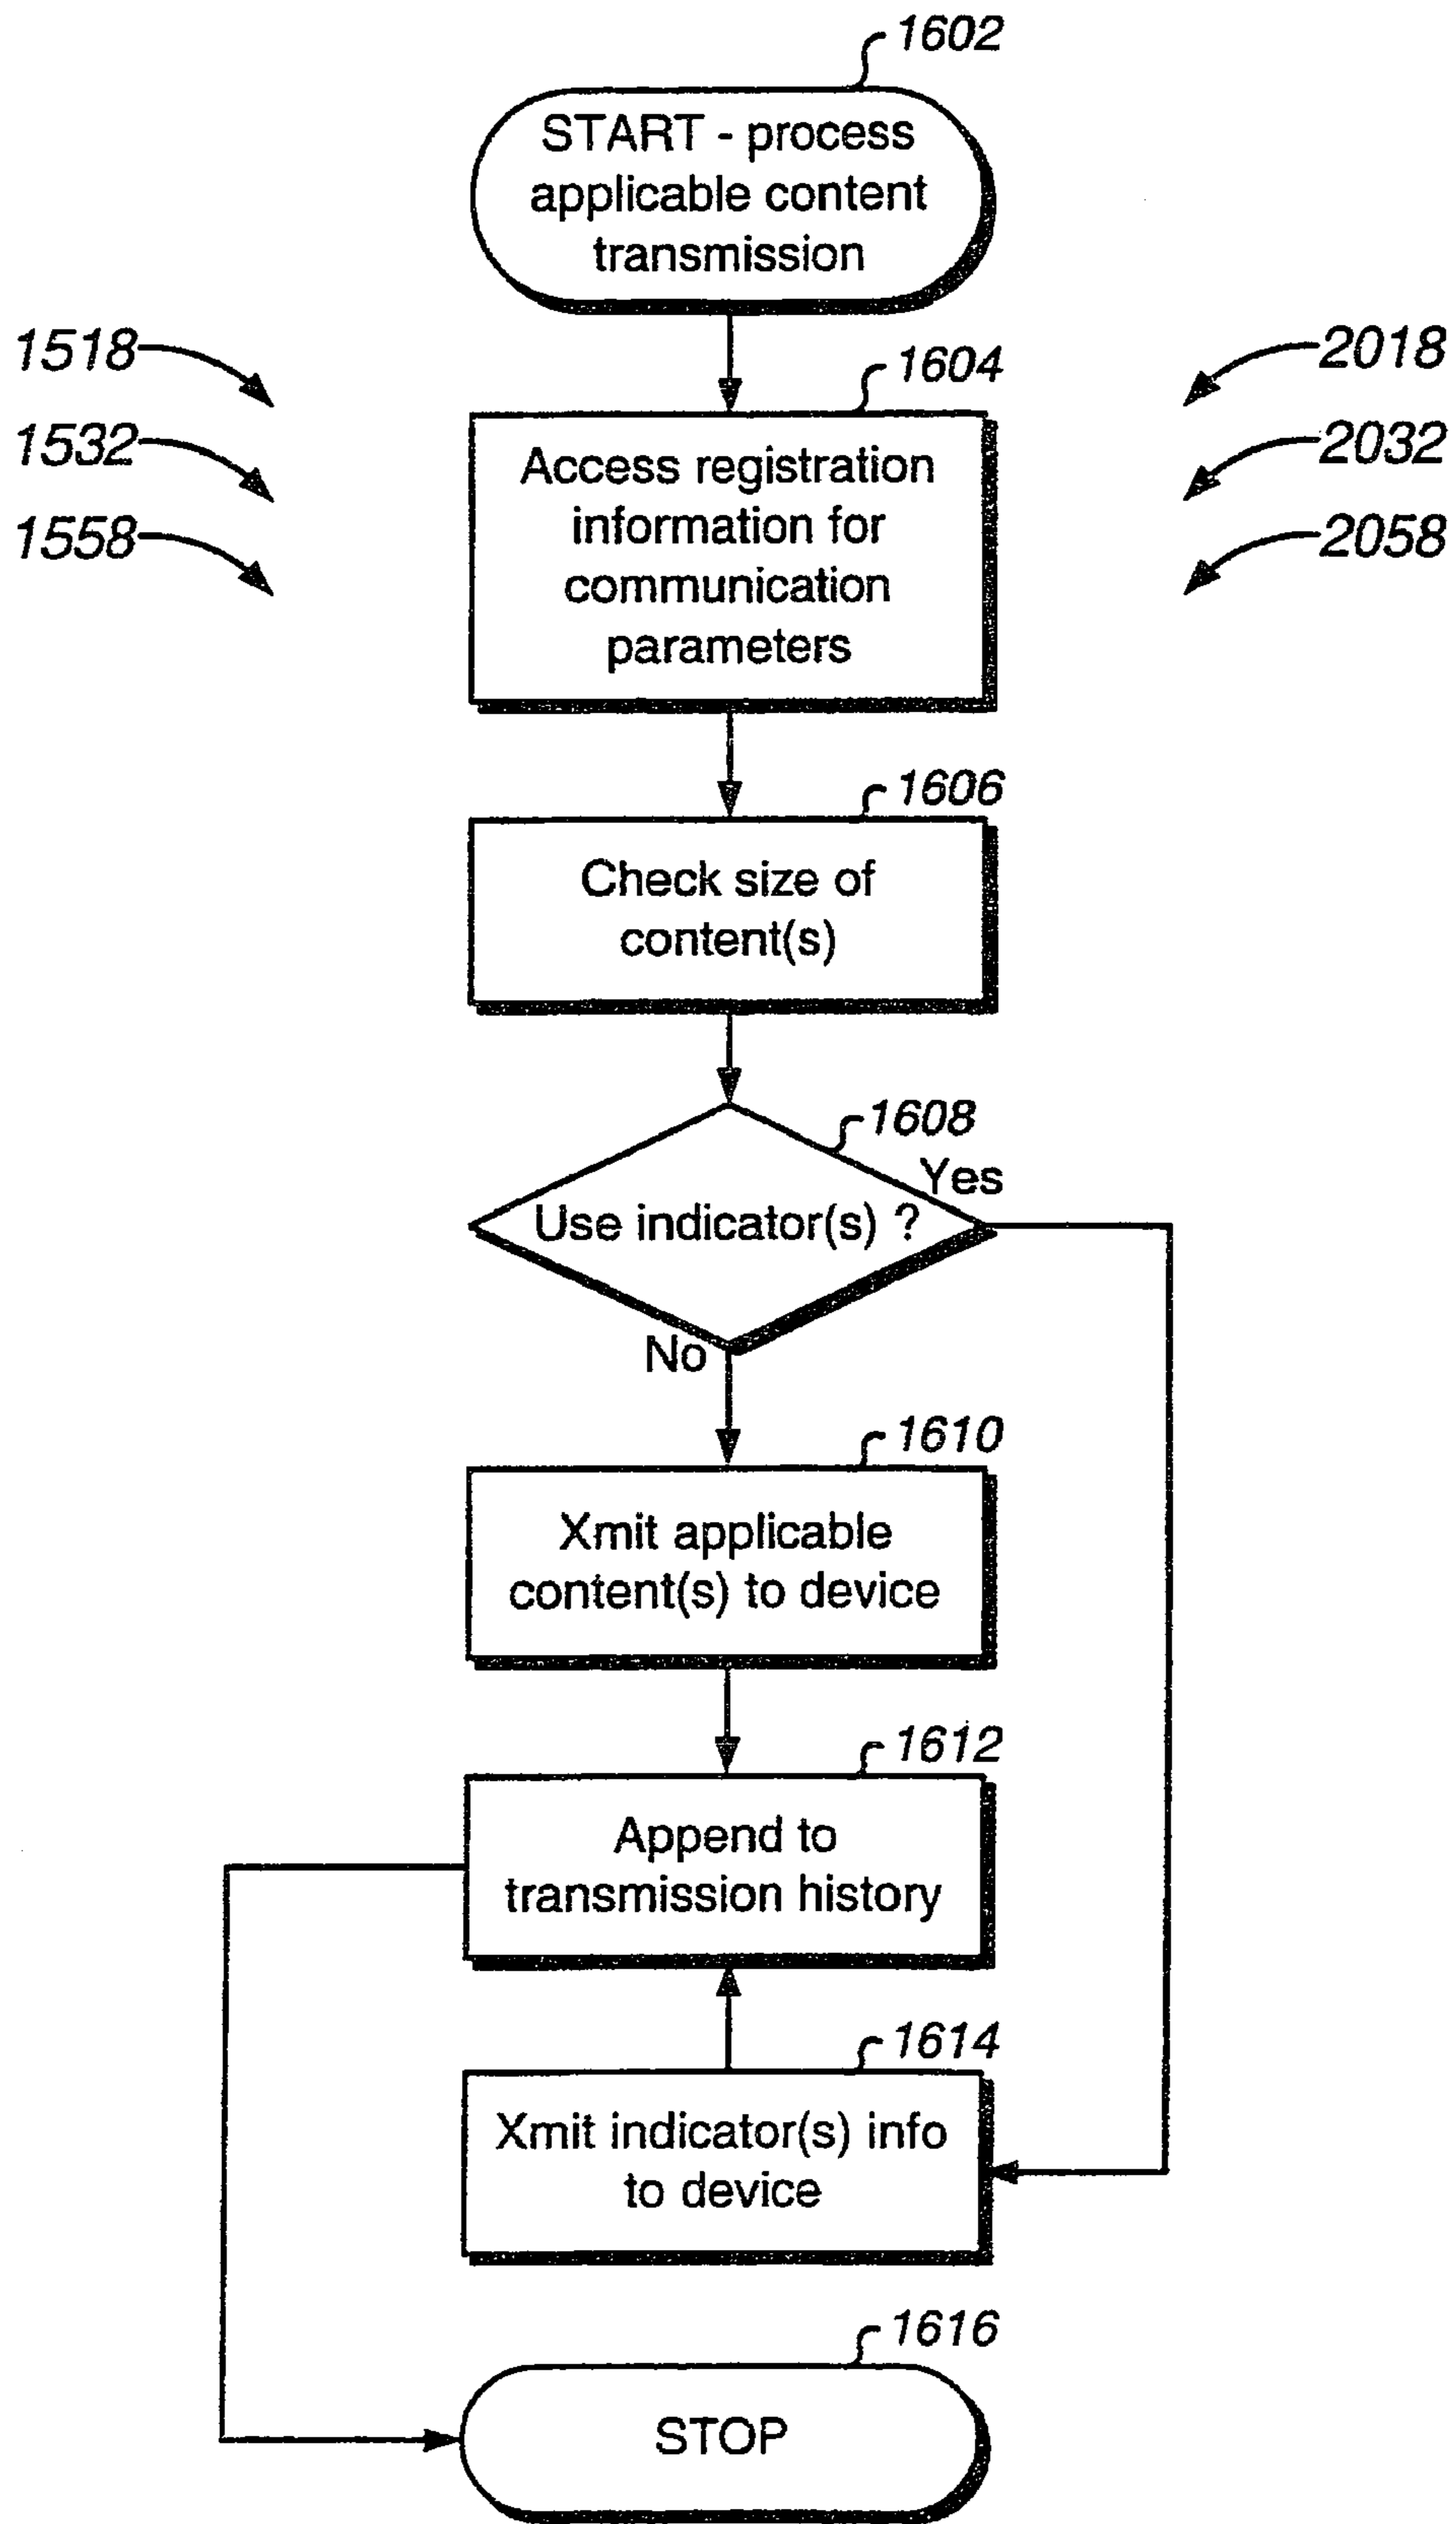 1602
START - process
applicable content
transmission
1518
1532
1558
2018
2032
2058
1604
Access registration
information for
communication
parameters
1606
Check size of
content(s)
1608
Yes
Use indicator(s) ?
No
1610
Xmit applicable
content(s) to device
1612
Append to
transmission history
1614
Xmit indicator(s) info
to device
1616
STOP